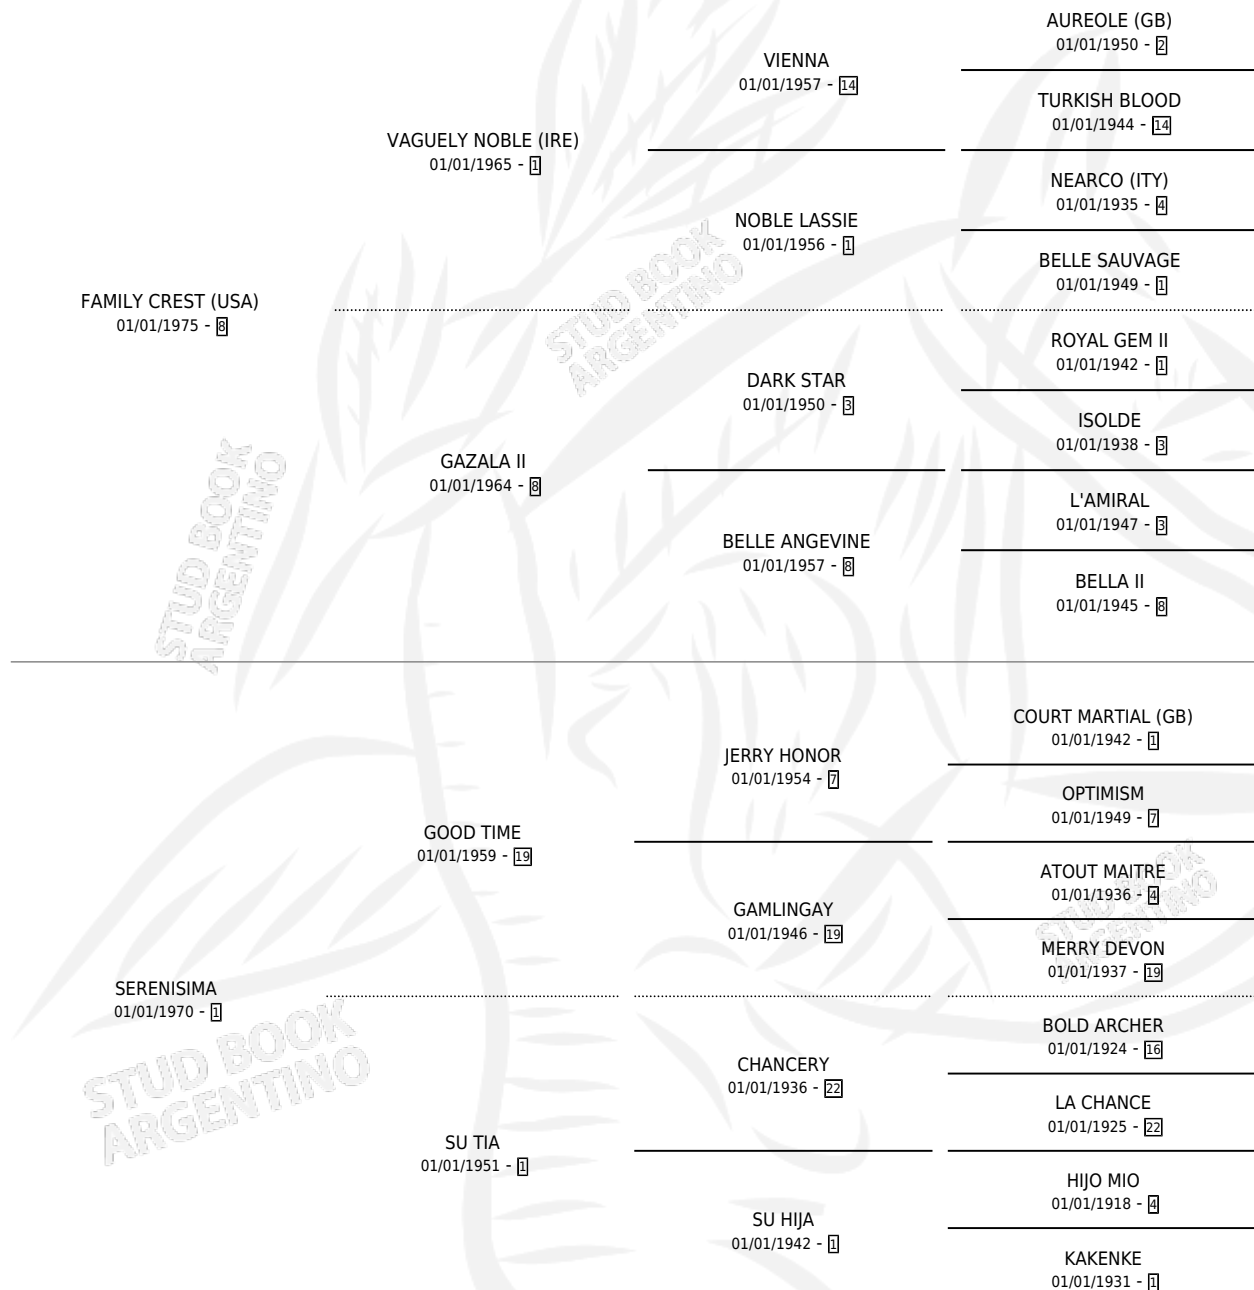 AUREOLE (GB)
01/01/1950 - 2
VIENNA
01/01/1957 - 14
TURKISH BLOOD
01/01/1944 - 14
VAGUELY NOBLE (IRE)
01/01/1965 - 1
NEARCO (ITY)
01/01/1935 - 4
NOBLE LASSIE
01/01/1956 - 1
BELLE SAUVAGE
01/01/1949 - 1
FAMILY CREST (USA)
01/01/1975 - 8
STUD BOOK
ARGENTINO
ROYAL GEM II
01/01/1942 - 1
DARK STAR
01/01/1950 - 3
ISOLDE
01/01/1938 - 3
GAZALA II
01/01/1964 - 8
L'AMIRAL
01/01/1947 - 3
BELLE ANGEVINE
01/01/1957 - 8
BELLA II
01/01/1945 - 8
STUD BOOK
ARGENTINO
COURT MARTIAL (GB)
01/01/1942 - 1
JERRY HONOR
01/01/1954 - 7
OPTIMISM
01/01/1949 - 7
GOOD TIME
01/01/1959 - 19
ATOUT MAITRE
01/01/1936 - 4
GAMLINGAY
01/01/1946 - 19
STUD BOOK
ARGENTINO
MERRY DEVON
01/01/1937 - 19
SERENISIMA
01/01/1970 - 1
BOLD ARCHER
01/01/1924 - 16
CHANCERY
01/01/1936 - 22
STUD BOOK
ARGENTINO
LA CHANCE
01/01/1925 - 22
SU TIA
01/01/1951 - 1
HIJO MIO
01/01/1918 - 4
SU HIJA
01/01/1942 - 1
KAKENKE
01/01/1931 - 1